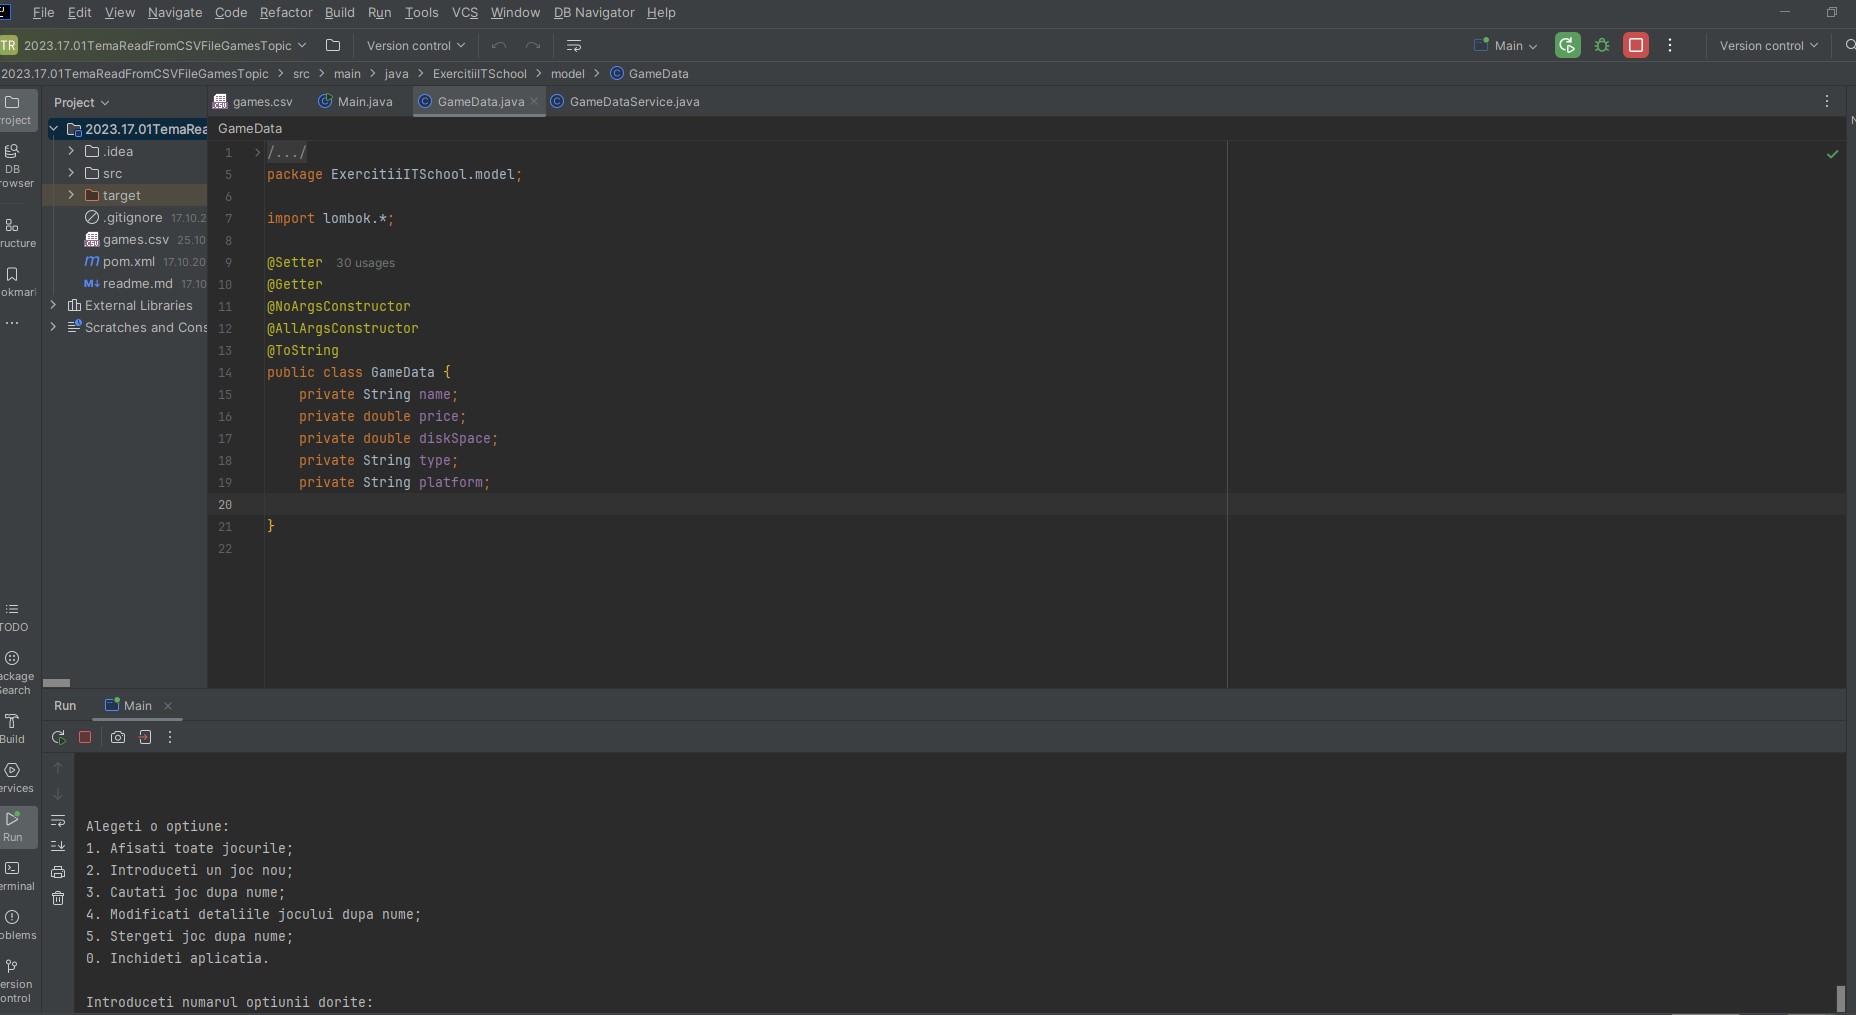 File Edit View Navigate Code Refactor Build Run Tools VCS Window DB Navigator Help
TR 2023.17.01TemaReadFromCSVFileGamesTopic Version control Main Version control
2023.17.01TemaReadFromCSVFileGamesTopic > src > main > java > ExercitiiITSchool > model > GameData
Project games.csv Main.java GameData.java GameDataService.java
2023.17.01TemaRea
.idea
src
target
.gitignore 17.10.2
games.csv 25.10
pom.xml 17.10.20
readme.md 17.10
External Libraries
Scratches and Cons
roject
DB
rowser
ructure
okmar
TODO
ackage
Search
Build
ervices
Run
erminal
oblems
ersion
ontrol
GameData
1 /.../
5 package ExercitiiITSchool.model;
6
7 import lombok.*;
8
9 @Setter 30 usages
10 @Getter
11 @NoArgsConstructor
12 @AllArgsConstructor
13 @ToString
14 public class GameData {
15 private String name;
16 private double price;
17 private double diskSpace;
18 private String type;
19 private String platform;
20
21 }
22
Run Main
Alegeti o optiune:
1. Afisati toate jocurile;
2. Introduceti un joc nou;
3. Cautati joc dupa nume;
4. Modificati detaliile jocului dupa nume;
5. Stergeti joc dupa nume;
0. Inchideti aplicatia.
Introduceti numarul optiunii dorite: